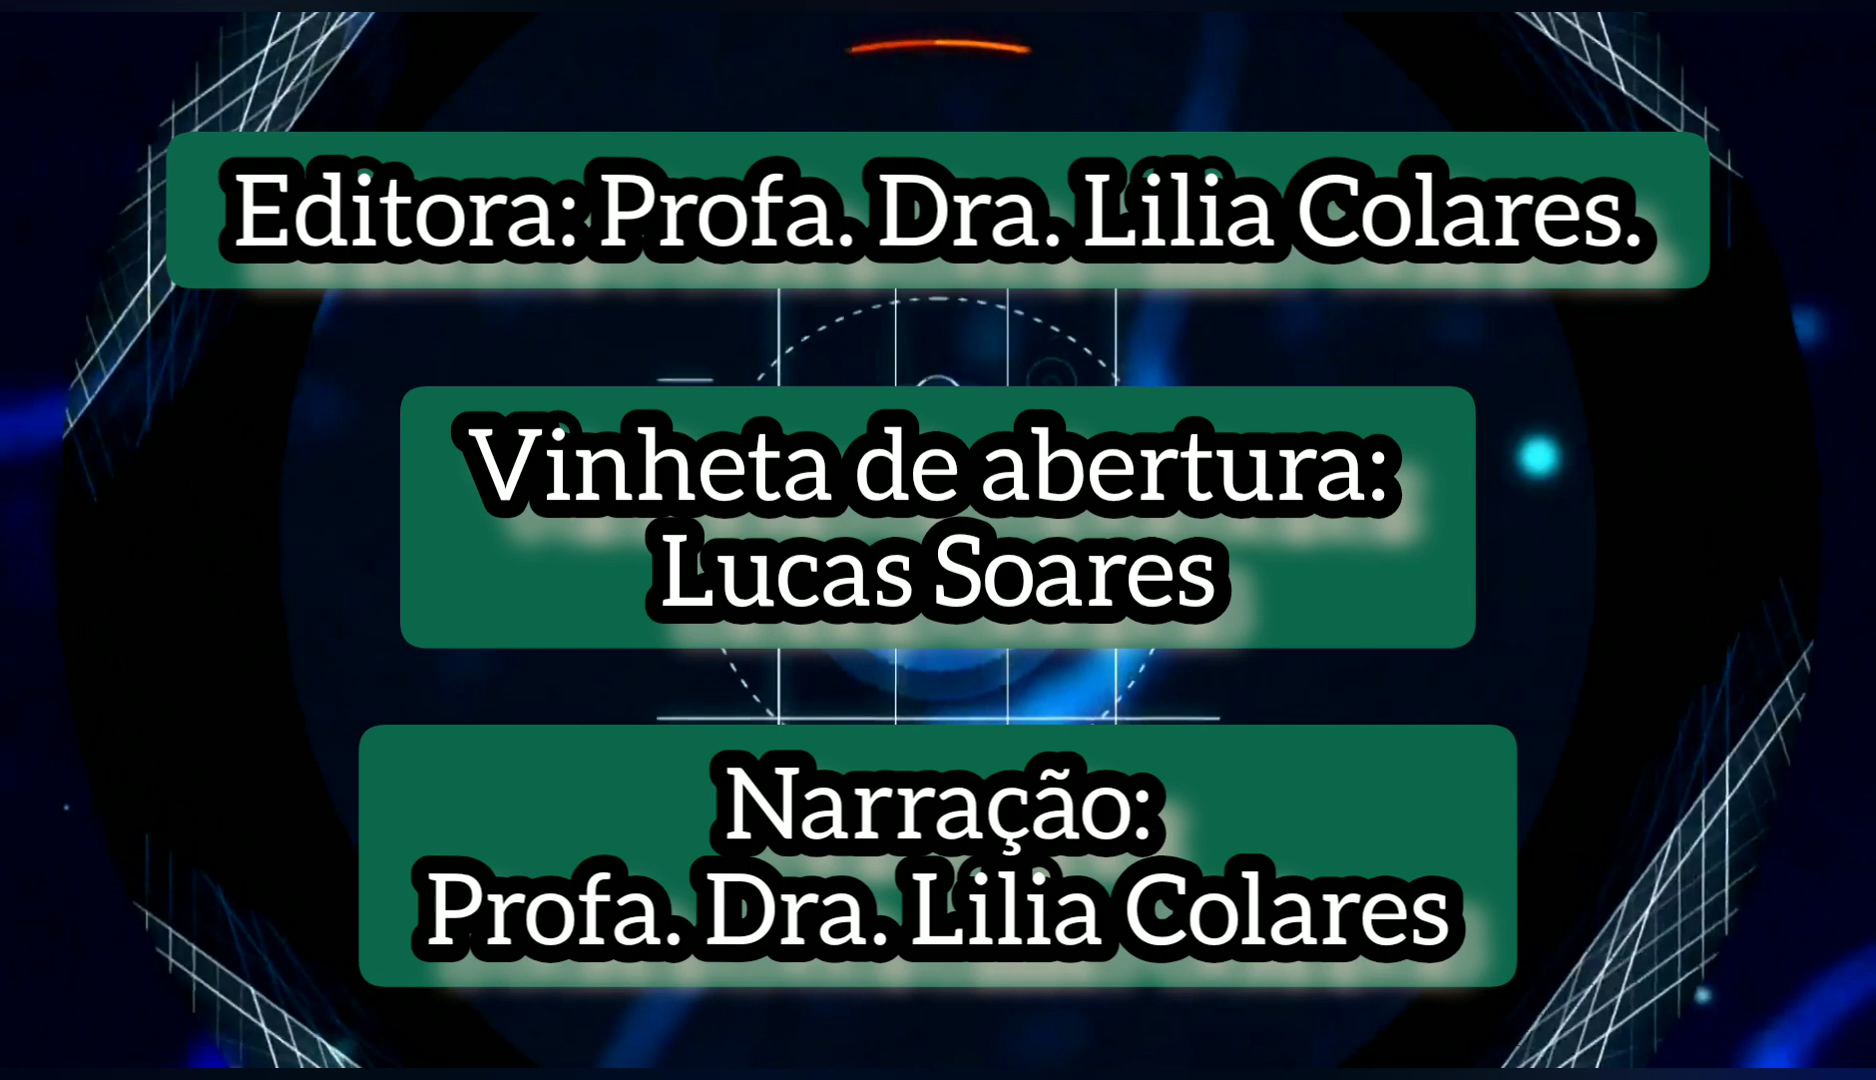 Editora: Profa. Dra. Lilia Colares.
Vinheta de abertura:
Lucas Soares
Narração:
Profa. Dra. Lilia Colares